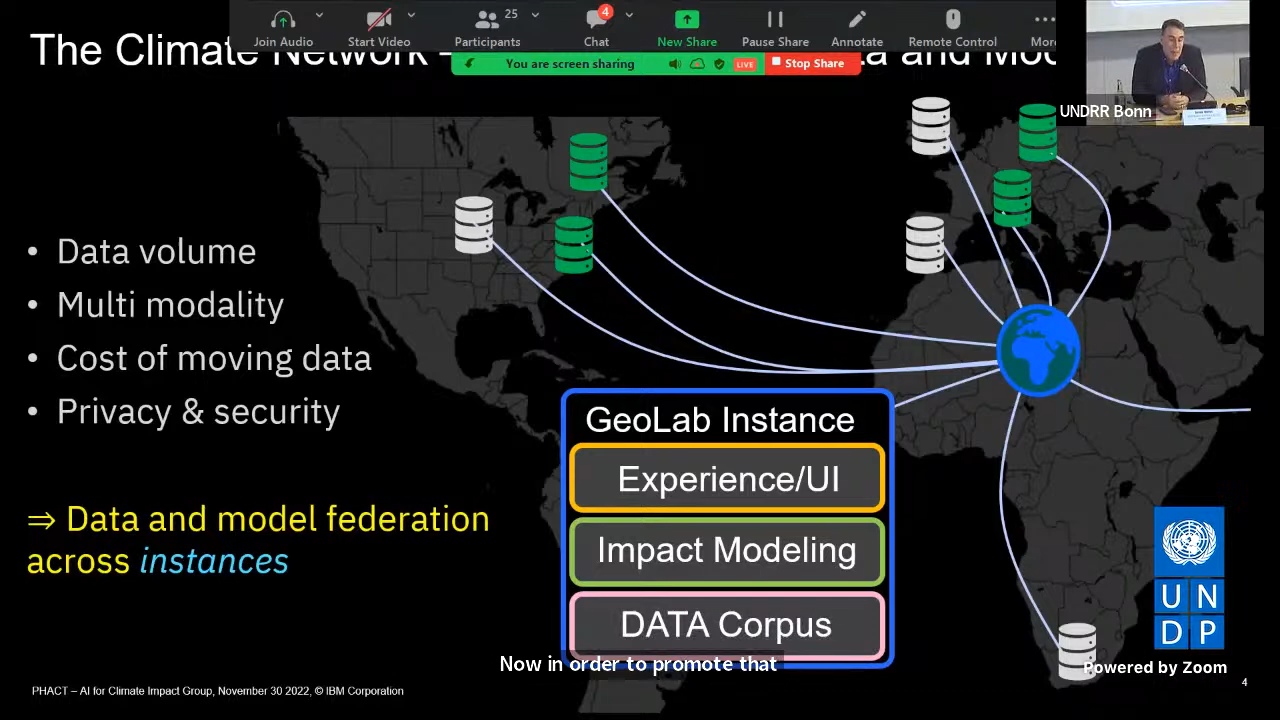 Join Audio
Start Video
25
Participants
4
Chat
New Share
Pause Share
Annotate
Remote Control
More
You are screen sharing
LIVE
Stop Share
The Climate Network -
and Mo
UNDRR Bonn
• Data volume
• Multi modality
• Cost of moving data
• Privacy & security
⇒ Data and model federation
across instances
GeoLab Instance
Experience/UI
Impact Modeling
DATA Corpus
Now in order to promote that
U N
D P
Powered by Zoom
PHACT – AI for Climate Impact Group, November 30 2022, © IBM Corporation
4